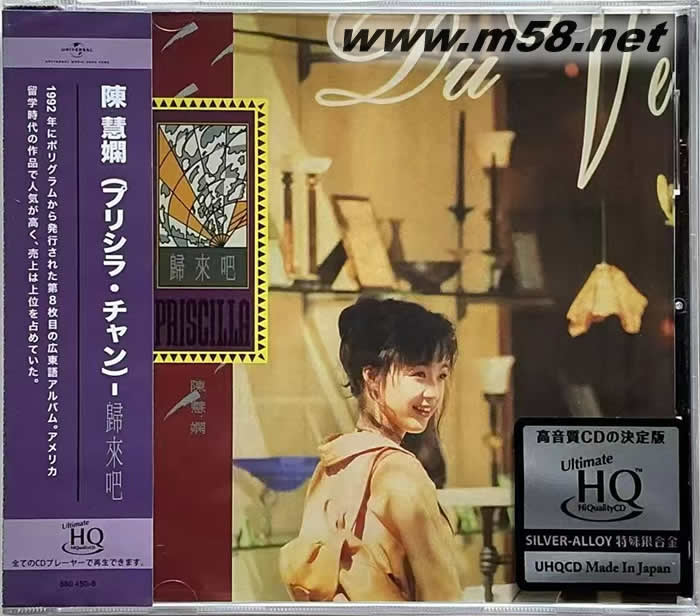 www.m58.net
UNIVERSAL
陳 慧嫻 (プリシラ・チャン)-歸來吧
1992 年にポリグラムから発行された第8枚目の広東語アルバム。アメリカ
留学時代の作品で人気が高く、売上は上位を占めていた。
Ultimate
HQ
HiQualityCD
全てのCDプレーヤーで再生できます。
Du Ve
歸來吧
PRISCILLA
陳慧嫻
高音質CDの決定版
Ultimate
HQ™
HiQualityCD
SILVER-ALLOY 特殊銀合金
UHQCD Made In Japan